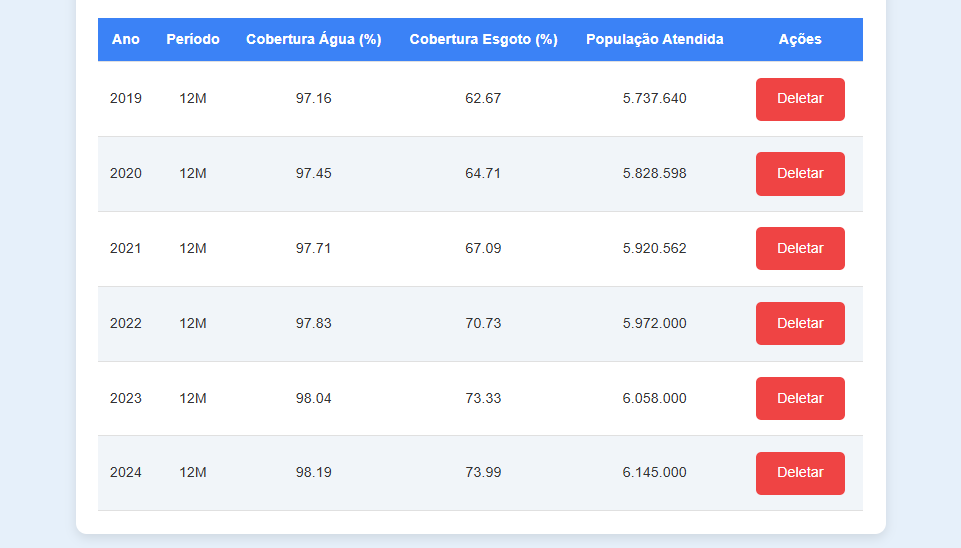 Ano Período Cobertura Água (%) Cobertura Esgoto (%) População Atendida Ações
2019 12M 97.16 62.67 5.737.640 Deletar
2020 12M 97.45 64.71 5.828.598 Deletar
2021 12M 97.71 67.09 5.920.562 Deletar
2022 12M 97.83 70.73 5.972.000 Deletar
2023 12M 98.04 73.33 6.058.000 Deletar
2024 12M 98.19 73.99 6.145.000 Deletar